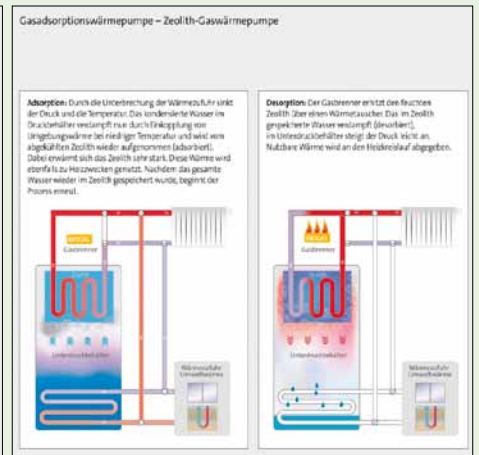 Gasadsorptionswärmepumpe – Zeolith-Gaswärmepumpe
Adsorption: Durch die Unterbrechung der Wärmezufuhr sinkt
der Druck und die Temperatur. Das kondensierte Wasser im
Druckbehälter verdampft nun durch Einkopplung von
Umgebungswärme bei niedriger Temperatur und wird vom
abgekühlten Zeolith wieder aufgenommen (adsorbiert).
Dabei erwärmt sich das Zeolith sehr stark. Diese Wärme wird
ebenfalls zu Heizzwecken genutzt. Nachdem das gesamte
Wasser wieder im Zeolith gespeichert wurde, beginnt der
Prozess erneut.
Gasbrenner
Unterdruckbehälter
Wärmezufuhr
Umweltwärme
Desorption: Der Gasbrenner erhitzt den feuchten
Zeolith über einen Wärmetauscher. Das im Zeolith
gespeicherte Wasser verdampft (desorbiert),
im Unterdruckbehälter steigt der Druck leicht an.
Nutzbare Wärme wird an den Heizkreislauf abgegeben.
Gasbrenner
Unterdruckbehälter
Wärmezufuhr
Umweltwärme